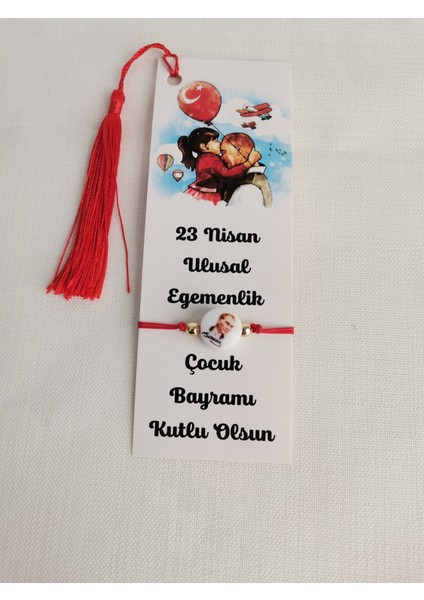 23 Nisan
Ulusal
Egemenlik
Çocuk
Bayramı
Kutlu Olsun